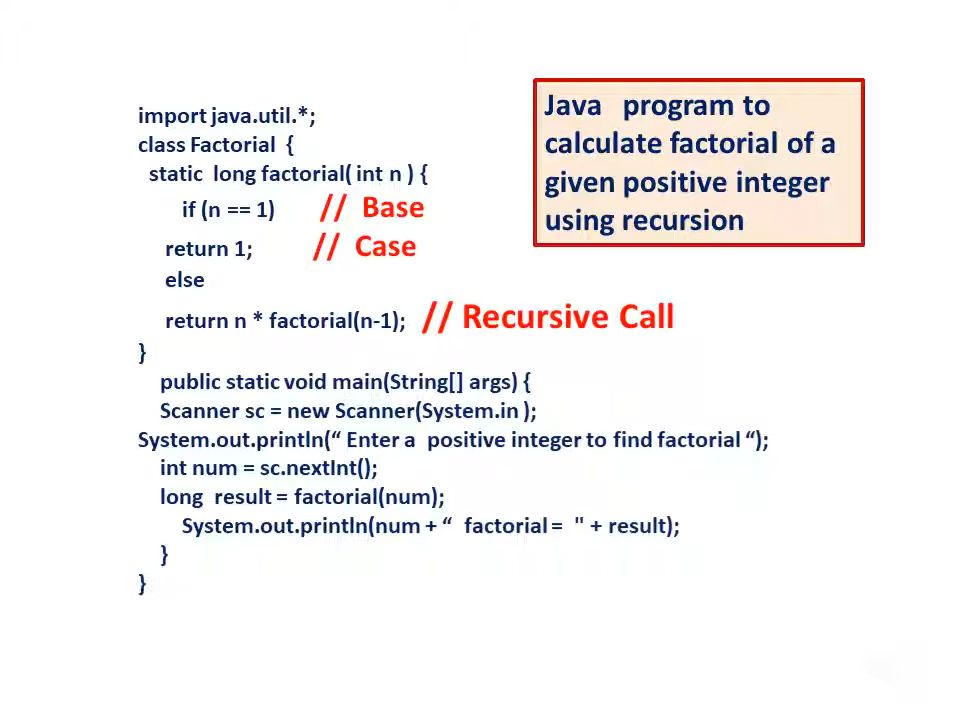 Java program to
calculate factorial of a
given positive integer
using recursion
import java.util.*;
class Factorial {
static long factorial( int n ) {
if (n == 1) // Base
return 1; // Case
else
return n * factorial(n-1); // Recursive Call
}
public static void main(String[] args) {
Scanner sc = new Scanner(System.in );
System.out.println(“ Enter a positive integer to find factorial “);
int num = sc.nextInt();
long result = factorial(num);
System.out.println(num + “ factorial = " + result);
}
}